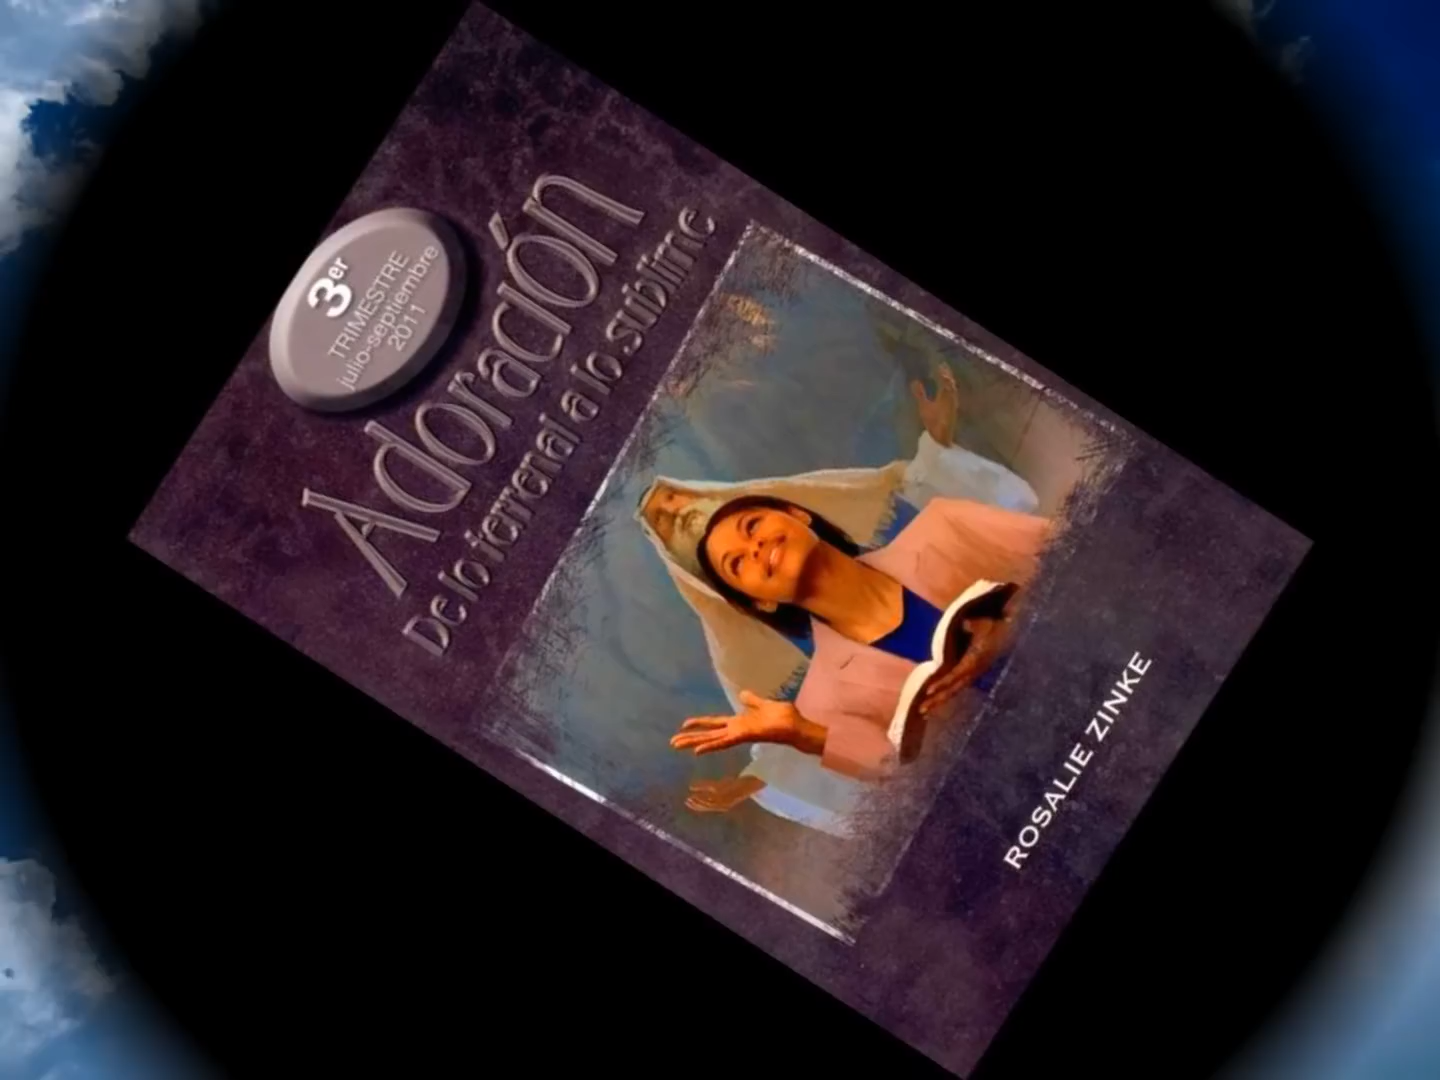 3er
TRIMESTRE
julio-septiembre
2011
Adoración
De lo terrenal a lo sublime
ROSALIE ZINKE